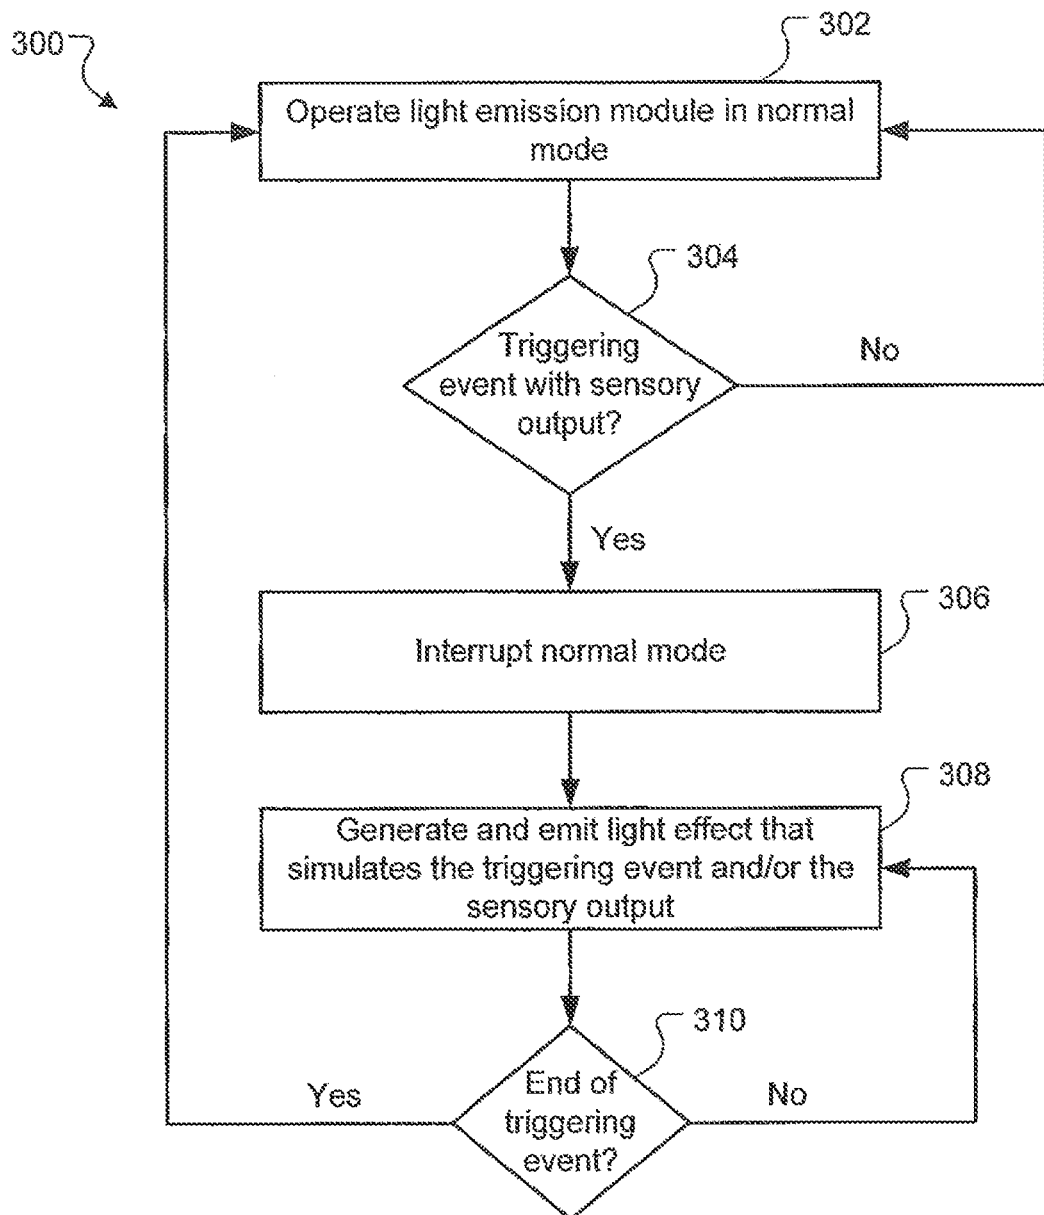 300
302
Operate light emission module in normal
mode
304
Triggering
event with sensory
output?
No
Yes
306
Interrupt normal mode
308
Generate and emit light effect that
simulates the triggering event and/or the
sensory output
310
Yes
End of
triggering
event?
No